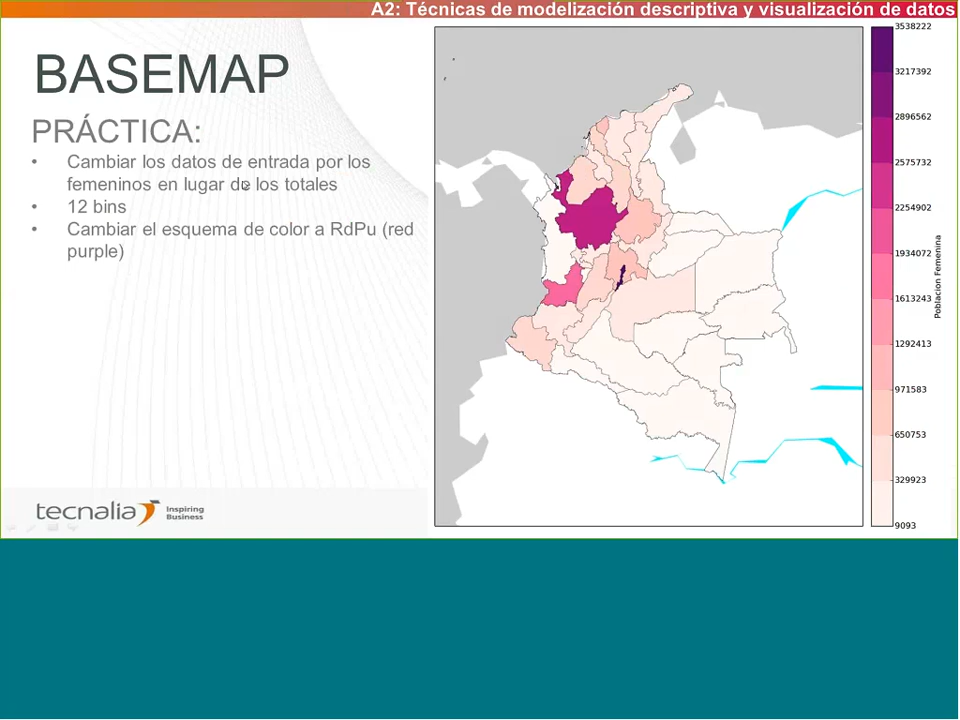 A2: Técnicas de modelización descriptiva y visualización de datos
BASEMAP
PRÁCTICA:
• Cambiar los datos de entrada por los
femeninos en lugar de los totales
• 12 bins
• Cambiar el esquema de color a RdPu (red
purple)
tecnalia Inspiring
Business
3538222
3217392
2896562
2575732
2254902
1934072
1613243
1292413
971583
650753
329923
9093
Poblacion Femenina